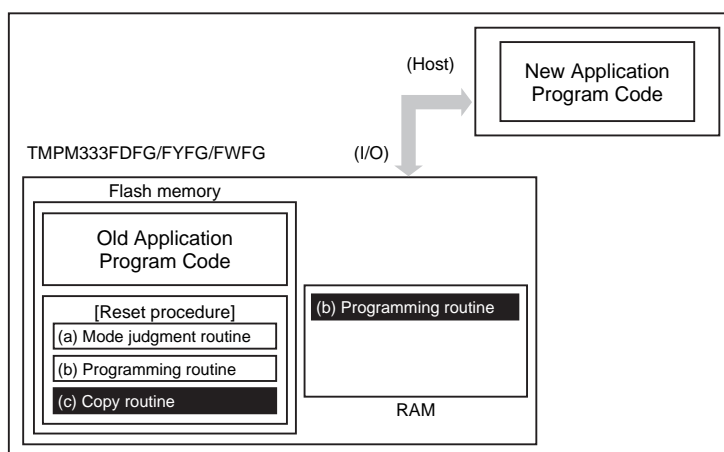 (Host)
New Application
Program Code
TMPM333FDFG/FYFG/FWFG
(I/O)
Flash memory
Old Application
Program Code
[Reset procedure]
(a) Mode judgment routine
(b) Programming routine
(c) Copy routine
(b) Programming routine
RAM